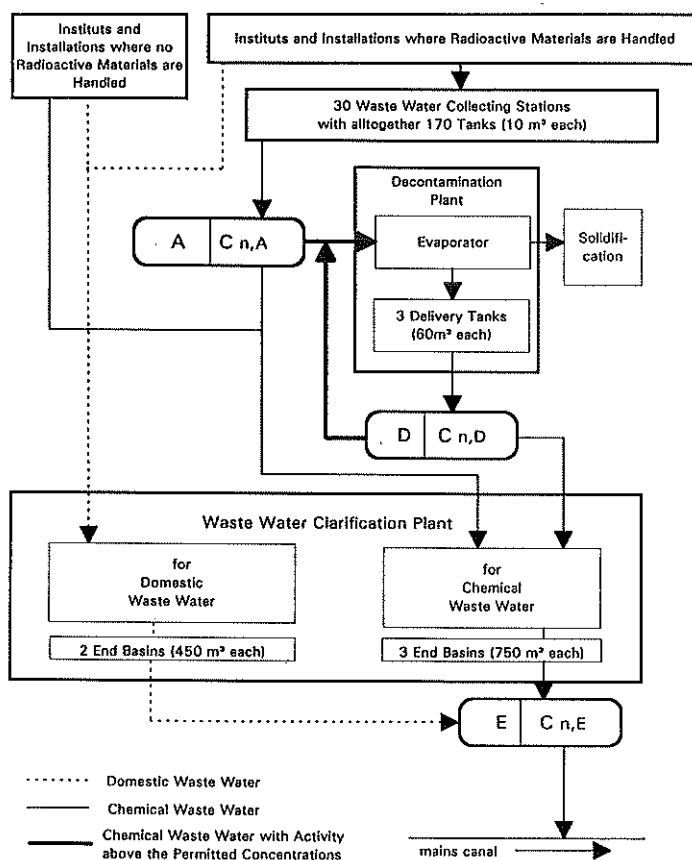 Instituts and
Installations where no
Radioactive Materials are
Handled
Instituts and Installations where Radioactive Materials are Handled
30 Waste Water Collecting Stations
with alltogether 170 Tanks (10 m³ each)
Decontamination
Plant
A C n,A
Evaporator
Solidifi-
cation
3 Delivery Tanks
(60m³ each)
D C n,D
Waste Water Clarification Plant
for
Domestic
Waste Water
for
Chemical
Waste Water
2 End Basins (450 m³ each)
3 End Basins (750 m³ each)
E C n,E
Domestic Waste Water
Chemical Waste Water
Chemical Waste Water with Activity
above the Permitted Concentrations
mains canal